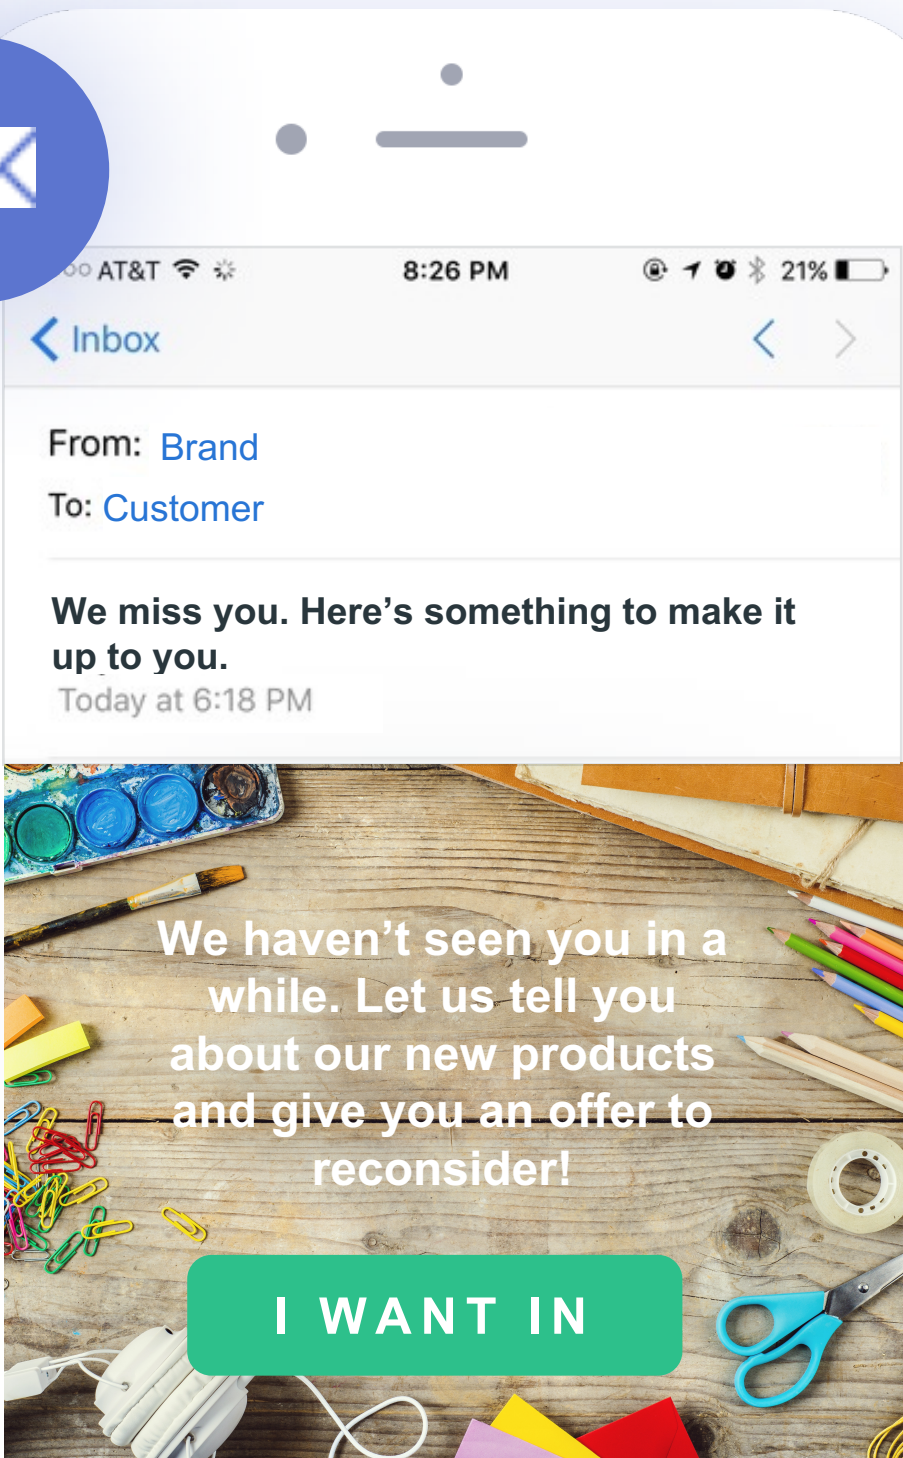 AT&T 8:26 PM 21%
Inbox
From: Brand
To: Customer
We miss you. Here’s something to make it
up to you.
Today at 6:18 PM
We haven’t seen you in a
while. Let us tell you
about our new products
and give you an offer to
reconsider!
I WANT IN